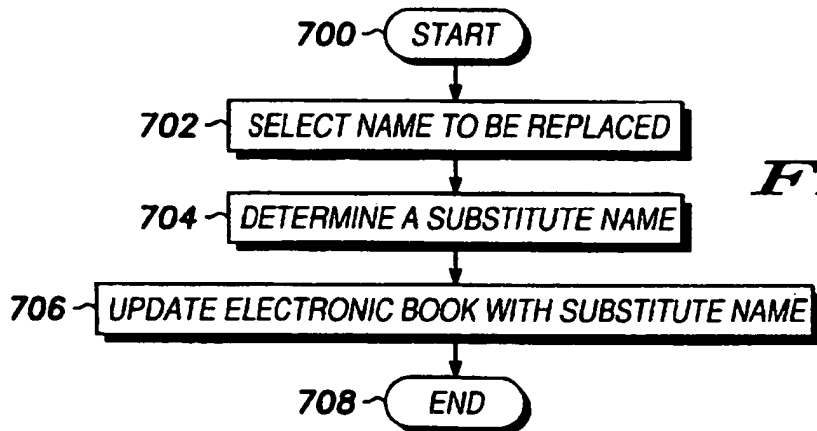 700 START
702 SELECT NAME TO BE REPLACED
704 DETERMINE A SUBSTITUTE NAME
706 UPDATE ELECTRONIC BOOK WITH SUBSTITUTE NAME
708 END